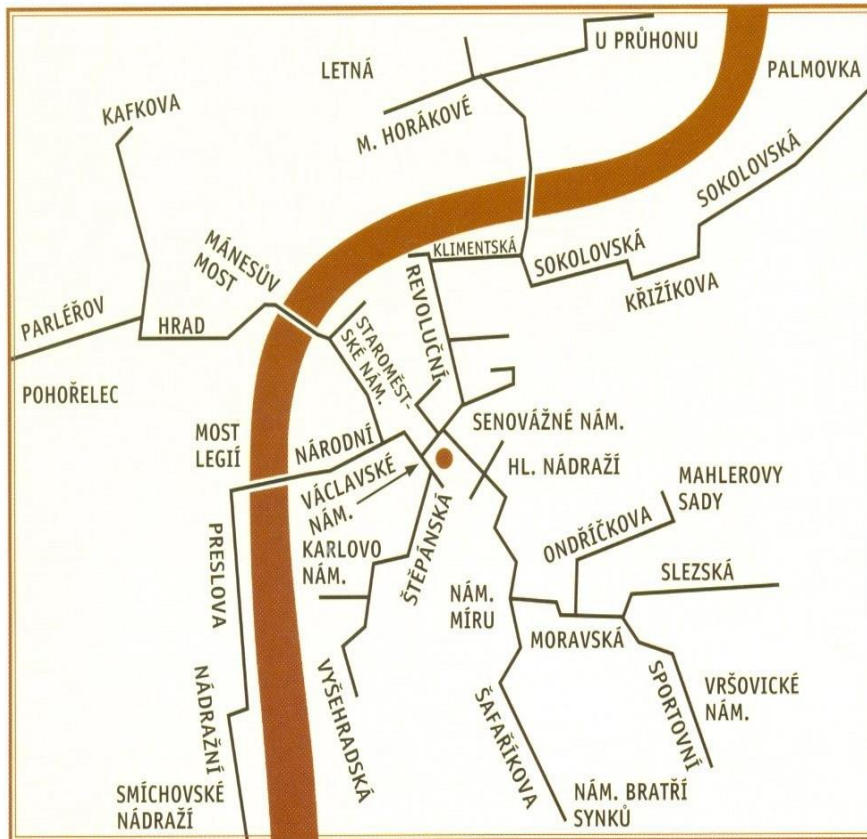 U PRŮHONU
LETNÁ
PALMOVKA
KAFKOVA
M. HORÁKOVÉ
SOKOLOVSKÁ
MÁNESŮV
MOST
KLIMENTSKÁ
SOKOLOVSKÁ
KŘIŽÍKOVA
PARLÉŘOV
HRAD
REVOLUČNÍ
STAROMĚST-
SKÉ NÁM.
POHOŘELEC
MOST
LEGIÍ
NÁRODNÍ
SENOVÁŽNÉ NÁM.
HL. NÁDRAŽÍ
MAHLEROVY
SADY
VÁCLAVSKÉ
NÁM.
ONDŘÍČKOVA
PRESLOVA
KARLOVO
NÁM.
ŠTĚPÁNSKÁ
SLEZSKÁ
NÁM.
MÍRU
MORAVSKÁ
NÁDRAŽNÍ
VYŠEHRADSKÁ
ŠAFAŘÍKOVA
SPORTOVNÍ
VRŠOVICKÉ
NÁM.
SMÍCHOVSKÉ
NÁDRAŽÍ
NÁM. BRATŘÍ
SYNKŮ